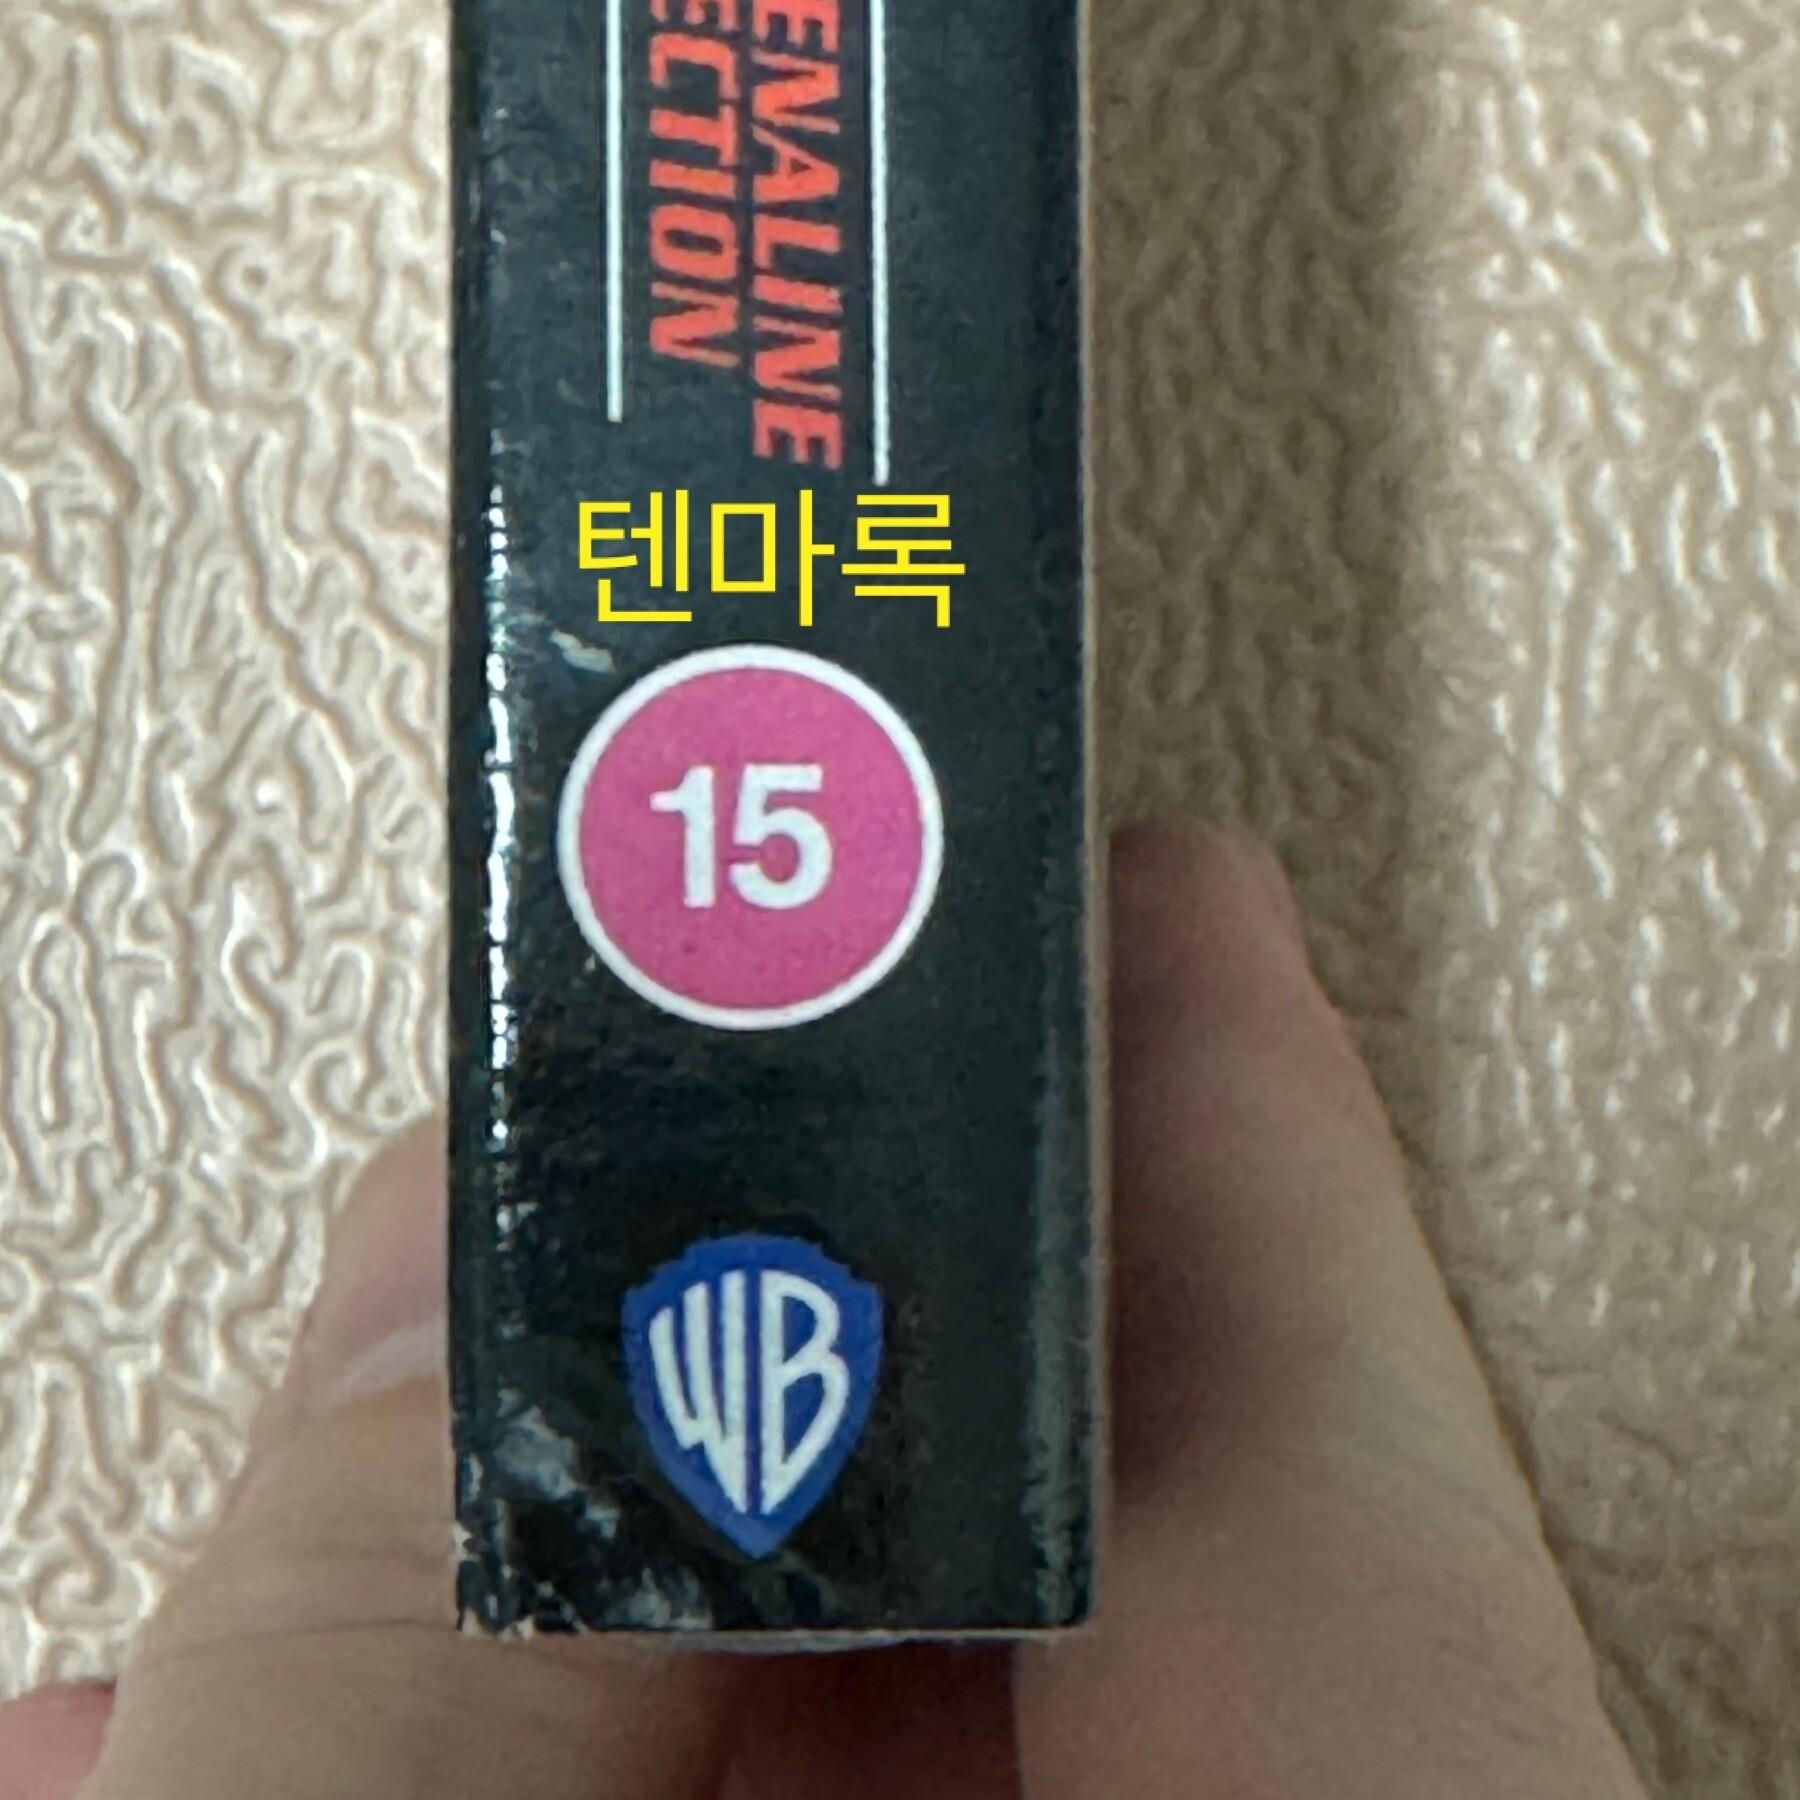 ENALINE
ECTION
텐마록
15
WB